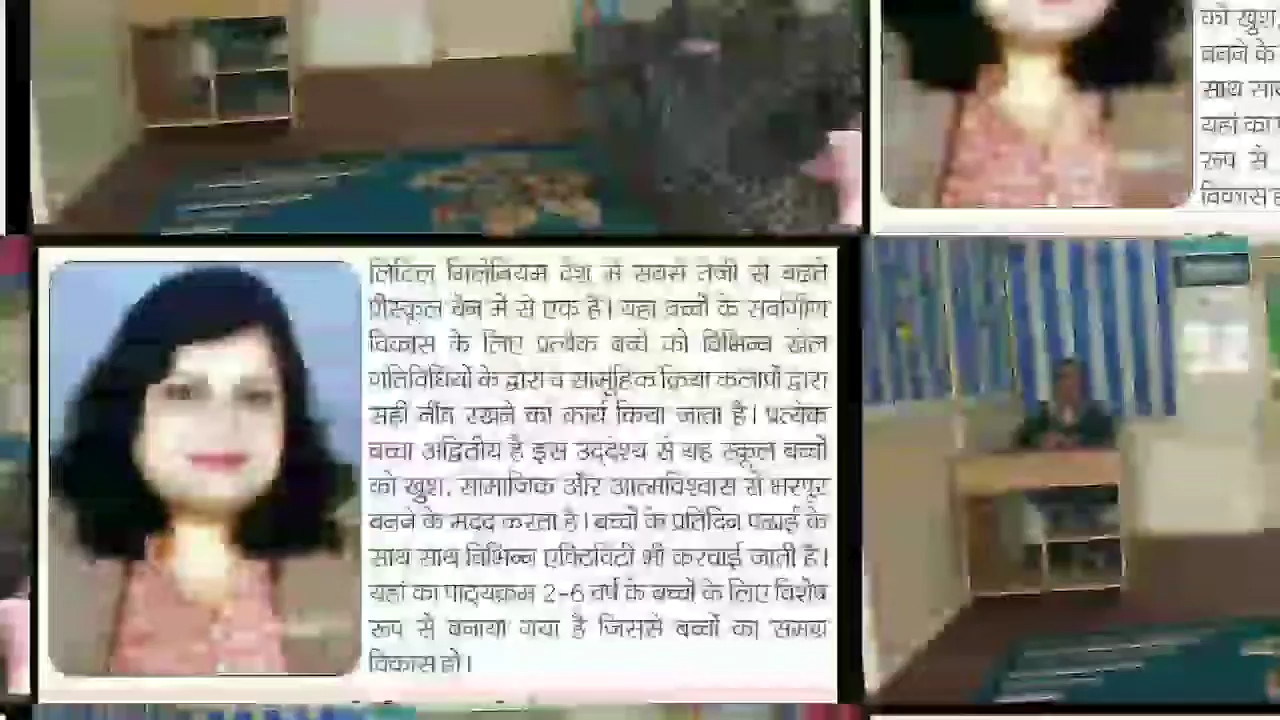 को खुश,
बनने के
साथ सा
यहां का
रूप से
विकास ह
लिटिल मिलेनियम देश में सबसे तेजी से बढ़ते
प्रीस्कूल चेन में से एक है। यहां बच्चों के सर्वांगीण
विकास के लिए प्रत्येक बच्चे को विभिन्न खेल
गतिविधियों के द्वारा व सामूहिक क्रिया कलापों द्वारा
सही नींव रखने का कार्य किया जाता है। प्रत्येक
बच्चा अद्वितीय है इस उद्देश्य से यह स्कूल बच्चों
को खुश, सामाजिक और आत्मविश्वास से भरपूर
बनने के मदद करता है। बच्चों के प्रतिदिन पढाई के
साथ साथ विभिन्न एक्टिविटी भी करवाई जाती है।
यहां का पाठ्यक्रम 2-6 वर्ष के बच्चों के लिए विशेष
रूप से बनाया गया है जिससे बच्चों का समग्र
विकास हो।